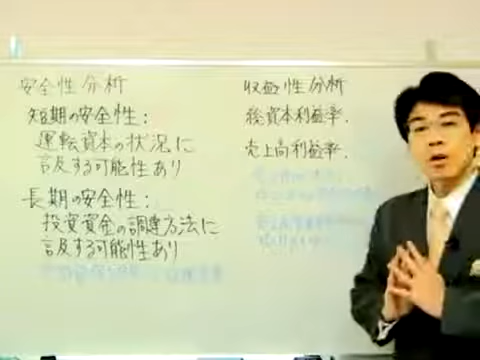 安全性分析
短期の安全性:
運転資本の状況に
言及する可能性あり
長期の安全性:
投資資金の調達方法に
言及する可能性あり
収益性分析
総資本利益率.
売上高利益率.